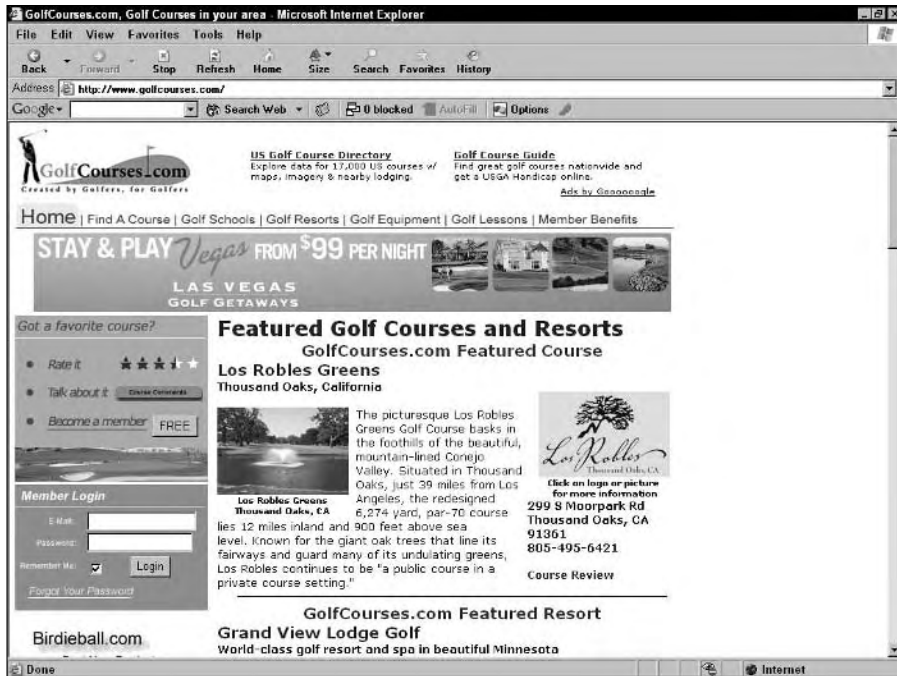 GolfCourses.com, Golf Courses in your area - Microsoft Internet Explorer
File Edit View Favorites Tools Help
Back Forward Stop Refresh Home Size Search Favorites History
Address http://www.golfcourses.com/
Google Search Web 0 blocked AutoFill Options
GolfCourses.com
Created by Golfers, for Golfers
US Golf Course Directory
Explore data for 17,000 US courses w/
maps, imagery & nearby lodging.
Golf Course Guide
Find great golf courses nationwide and
get a USGA Handicap online.
Ads by Goooooogle
Home | Find A Course | Golf Schools | Golf Resorts | Golf Equipment | Golf Lessons | Member Benefits
STAY & PLAY Vegas FROM $99 PER NIGHT
LAS VEGAS
GOLF GETAWAYS
Got a favorite course?
Rate it
Talk about it Course Comments
Become a member FREE
Member Login
E-Mail:
Password:
Remember Me:
Login
Forgot Your Password
Birdieball.com
Featured Golf Courses and Resorts
GolfCourses.com Featured Course
Los Robles Greens
Thousand Oaks, California
Los Robles Greens
Thousand Oaks, CA
The picturesque Los Robles
Greens Golf Course basks in
the foothills of the beautiful,
mountain-lined Conejo
Valley. Situated in Thousand
Oaks, just 39 miles from Los
Angeles, the redesigned
6,274 yard, par-70 course
lies 12 miles inland and 900 feet above sea
level. Known for the giant oak trees that line its
fairways and guard many of its undulating greens,
Los Robles continues to be "a public course in a
private course setting."
Los Robles
Thousand Oaks, CA
Click on logo or picture
for more information
299 S Moorpark Rd
Thousand Oaks, CA
91361
805-495-6421
Course Review
GolfCourses.com Featured Resort
Grand View Lodge Golf
World-class golf resort and spa in beautiful Minnesota
Done
Internet